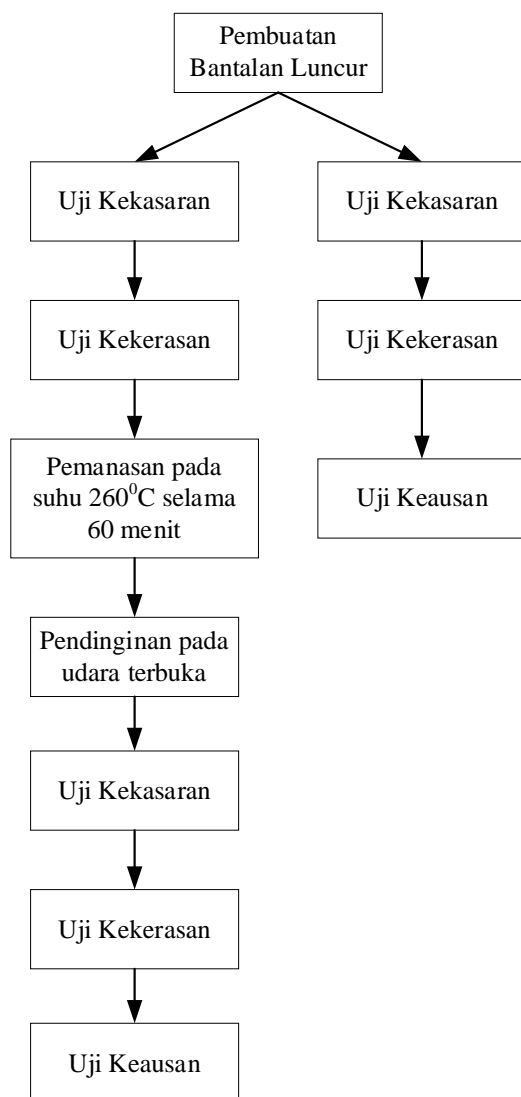 Pembuatan
Bantalan Luncur
Uji Kekasaran
Uji Kekerasan
Pemanasan pada
suhu 260⁰C selama
60 menit
Pendinginan pada
udara terbuka
Uji Kekasaran
Uji Kekerasan
Uji Keausan
Uji Kekasaran
Uji Kekerasan
Uji Keausan